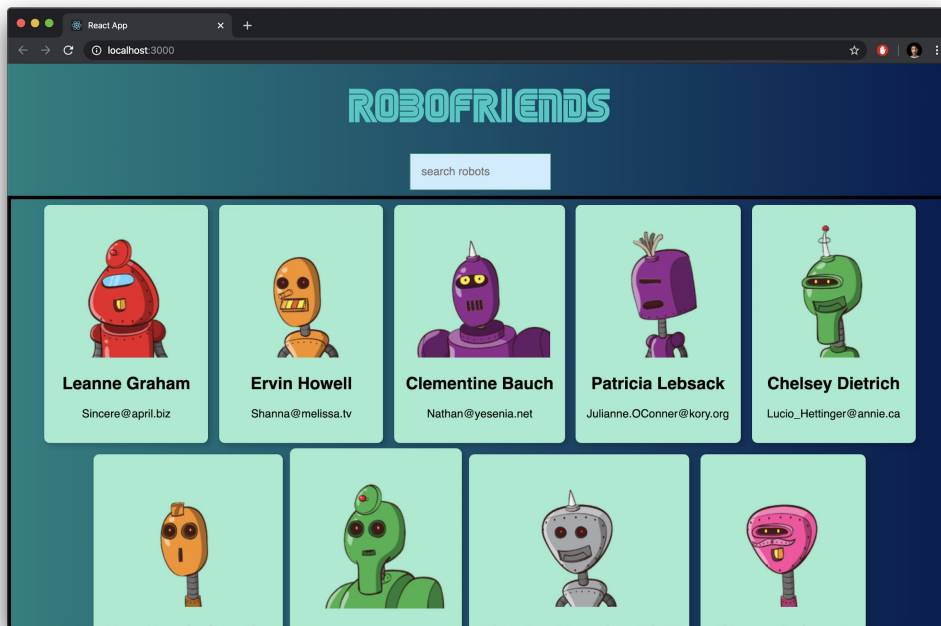 React App
localhost:3000
ROBOFRIENDS
search robots
Leanne Graham
Sincere@april.biz
Ervin Howell
Shanna@melissa.tv
Clementine Bauch
Nathan@yesenia.net
Patricia Lebsack
Julianne.OConner@kory.org
Chelsey Dietrich
Lucio_Hettinger@annie.ca